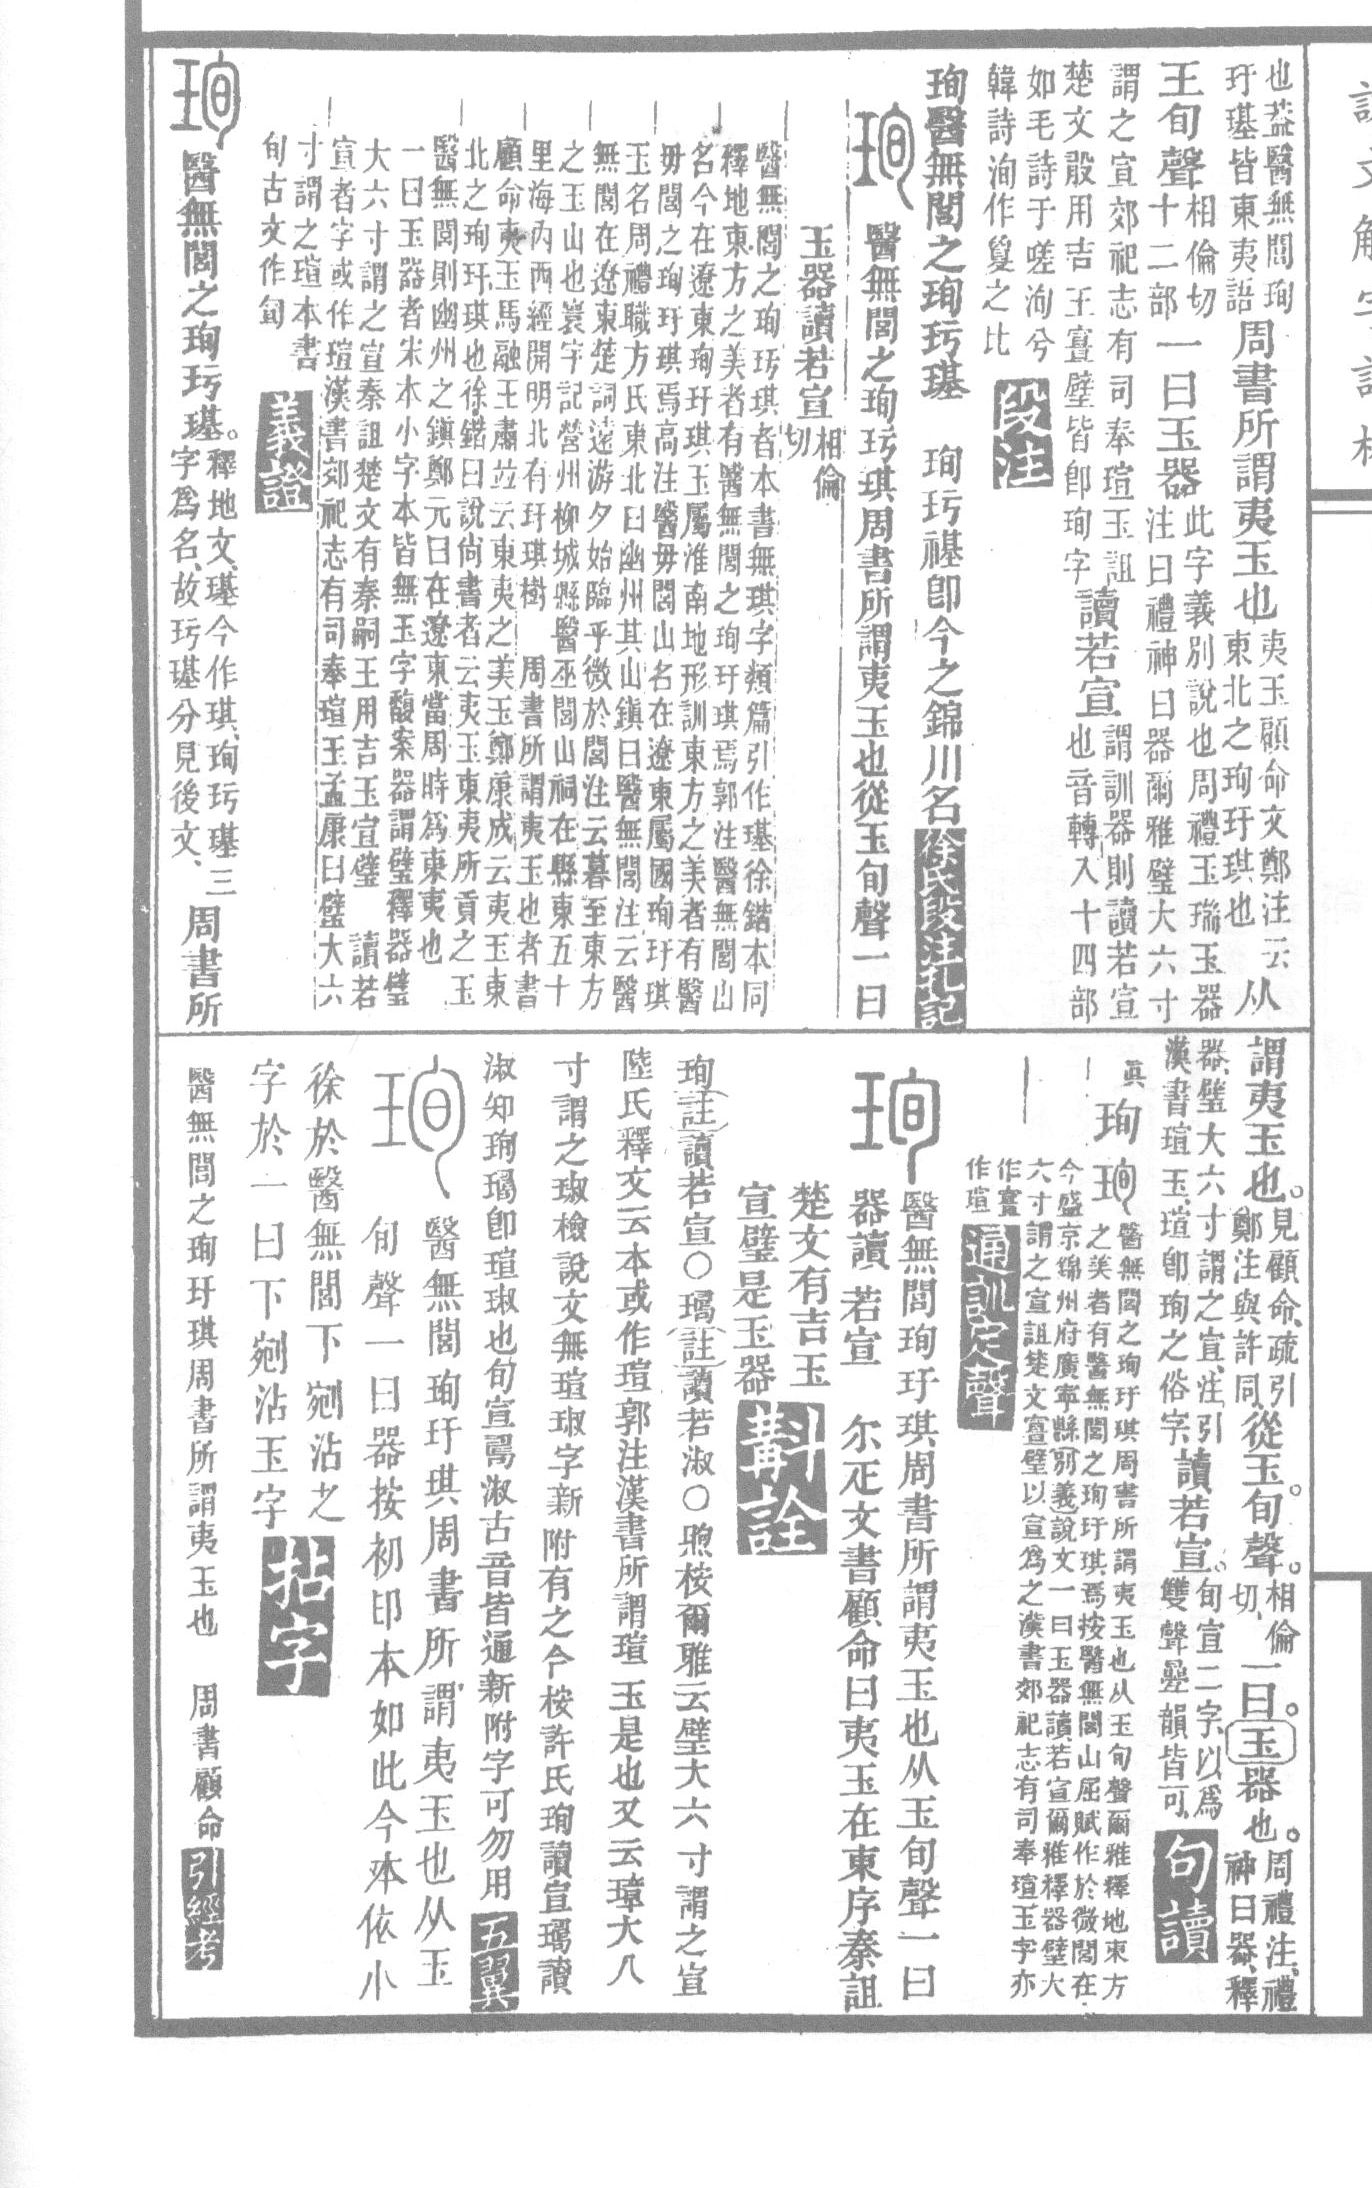 也葢醫無閭珣
玗璂皆東夷語
周書所謂夷玉也
夷玉顧命文鄭注云
東北之珣玗琪也
从
王旬聲
相倫切
十二部
一曰玉器
此字義別說也周禮玉瑞玉器
注曰禮神曰器爾雅璧大六寸
謂之宣郊祀志有司奉瑄玉詛
楚文敃用吉玉亶璧皆卽珣字
讀若宣
謂訓器則讀若宣
也音轉入十四部
如毛詩于嗟洵兮
韓詩洵作夐之比
段注
珣醫無閭之珣玗璂 珣玗璂卽今之錦川名
徐氏段注札記
珣
醫無閭之珣玗琪周書所謂夷玉也從玉旬聲一曰
玉器讀若宣
相倫
切
醫無閭之珣玗琪者本書無琪字類篇引作璂徐鍇本同
釋地東方之美者有醫無閭之珣玗琪焉郭注醫無閭山
名今在遼東珣玗琪玉屬淮南地形訓東方之美者有醫
毋閭之珣玗琪焉高注醫毋閭山名在遼東屬國珣玗琪
玉名周禮職方氏東北曰幽州其山鎮曰醫無閭注云醫
無閭在遼東楚詞遠游夕始臨乎微於閭注云暮至東方
之玉山也寰宇記營州柳城縣醫巫閭山祠在縣東五十
里海內西經開明北有玗琪樹 周書所謂夷玉也者書
顧命夷玉馬融王肅竝云東夷之美玉鄭康成云夷玉東
北之珣玗琪也徐鍇曰說尙書者云夷玉東夷所貢之玉
醫無閭則幽州之鎮鄭元曰在遼東當周時爲東夷也
一曰玉器者宋本小字本皆無玉字馥案器謂璧釋器璧
大六寸謂之宣秦詛楚文有秦嗣王用吉玉宣璧 讀若
宣者字或作瑄漢書郊祀志有司奉瑄玉孟康曰璧大六
寸謂之瑄本書
旬古文作㫬
義證
珣
醫無閭之珣玗璂。
釋地文、璂今作琪、珣玗璂三
字爲名、故玗璂分見後文、
周書所
謂夷玉也。
見顧命、疏引
鄭注與許同、
從玉。旬聲。
相倫
切、
一曰。玉器也。
周禮注、禮
神曰器、釋
器、璧大六寸謂之宣、注引
漢書瑄玉、瑄卽珣之俗字、
讀若宣。
旬宣二字以爲
雙聲疊韻皆可、
句讀
珣
珣
醫無閭之珣玗琪周書所謂夷玉也从玉旬聲爾雅釋地東方
之美者有醫無閭之珣玗琪焉按醫無閭山屈賦作於微閭在
今盛京錦州府廣寧縣別義說文一曰玉器讀若宣爾雅釋器璧大
六寸謂之宣詛楚文亶璧以宣爲之漢書郊祀志有司奉瑄玉字亦
作亶
作瑄
通訓定聲
珣
醫無閭珣玗琪周書所謂夷玉也从玉旬聲一曰
器讀 若宣 尒疋文書顧命曰夷玉在東序秦詛
楚文有吉玉
宣璧是玉器
斠詮
珣註讀若宣○㻿註讀若淑○煦桉爾雅云璧大六寸謂之宣
陸氏釋文云本或作瑄郭注漢書所謂瑄玉是也又云璋大八
寸謂之琡檢說文無瑄琡字新附有之今桉許氏珣讀宣㻿讀
淑知珣㻿卽瑄琡也旬宣淑古音皆通新附字可勿用
五翼
珣
醫無閭珣玗琪周書所謂夷玉也从玉
旬聲一曰器按初印本如此今本依小
徐於醫無閭下剜沾之
字於一曰下剜沾玉字
拈字
醫無閭之珣玗琪周書所謂夷玉也 周書顧命
引經考